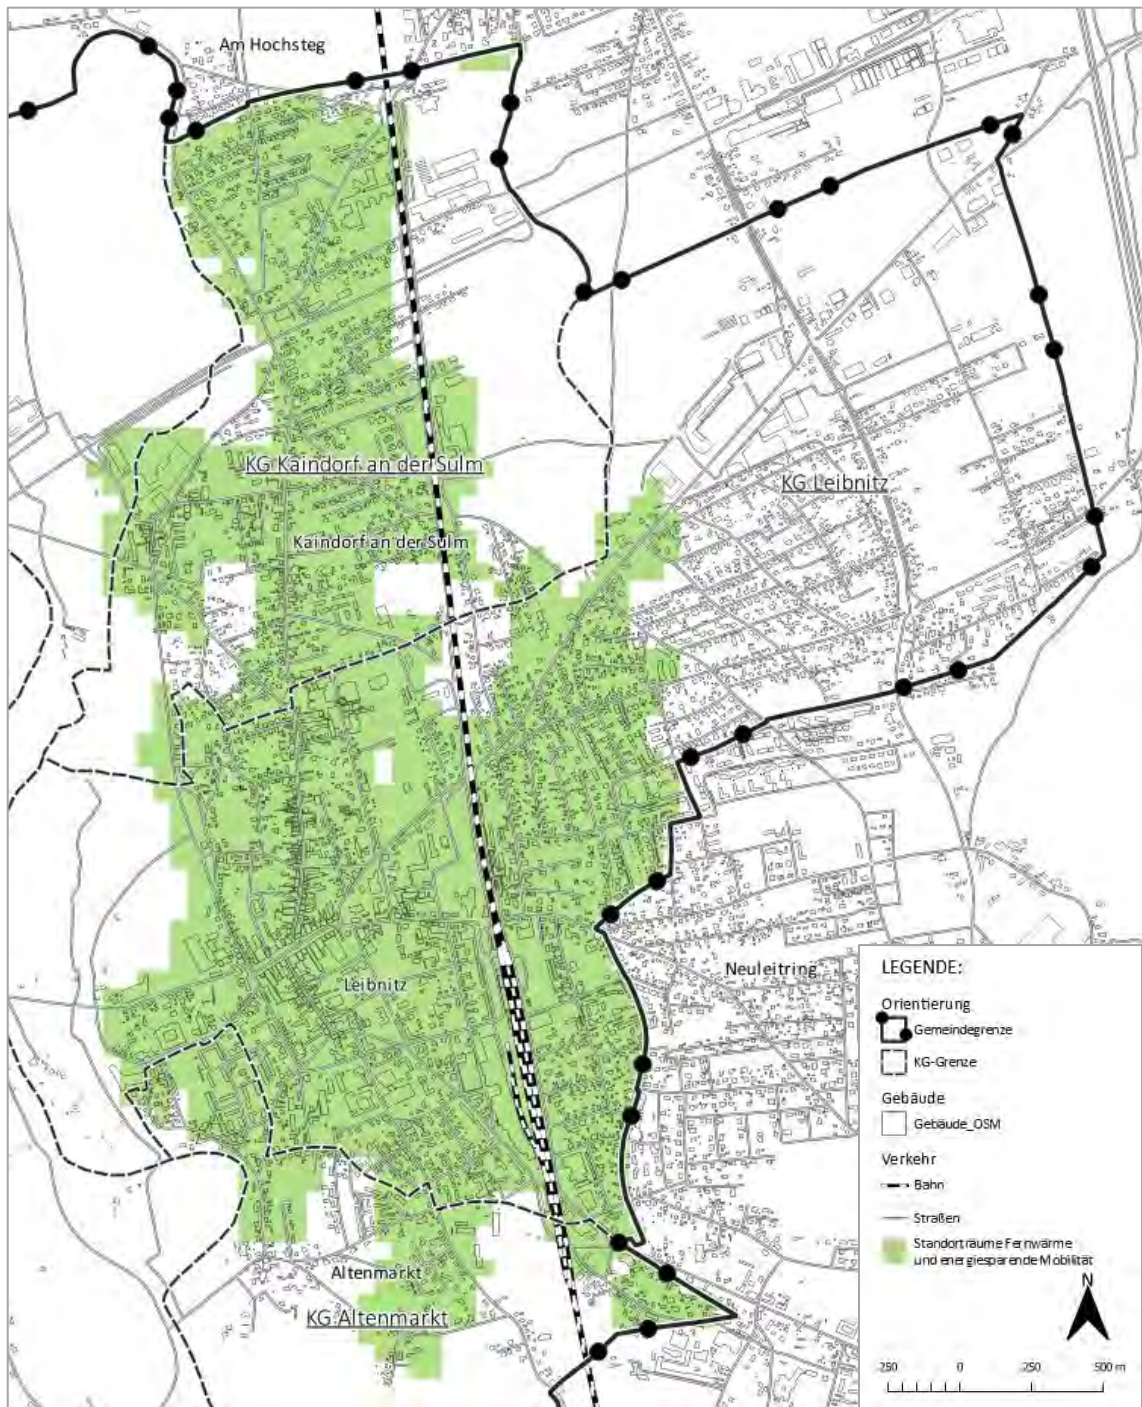 Am Hochsteg
KG Kaindorf an der Sulm
KG Leibnitz
Kaindorf an der Sulm
Leibnitz
Neuleitring
Altenmarkt
KG Altenmarkt
LEGENDE:
Orientierung
Gemeindegrenze
KG-Grenze
Gebäude
Gebäude_OSM
Verkehr
Bahn
Straßen
Standorträume Fernwärme
und energiesparende Mobilität
N
250 0 250 500 m